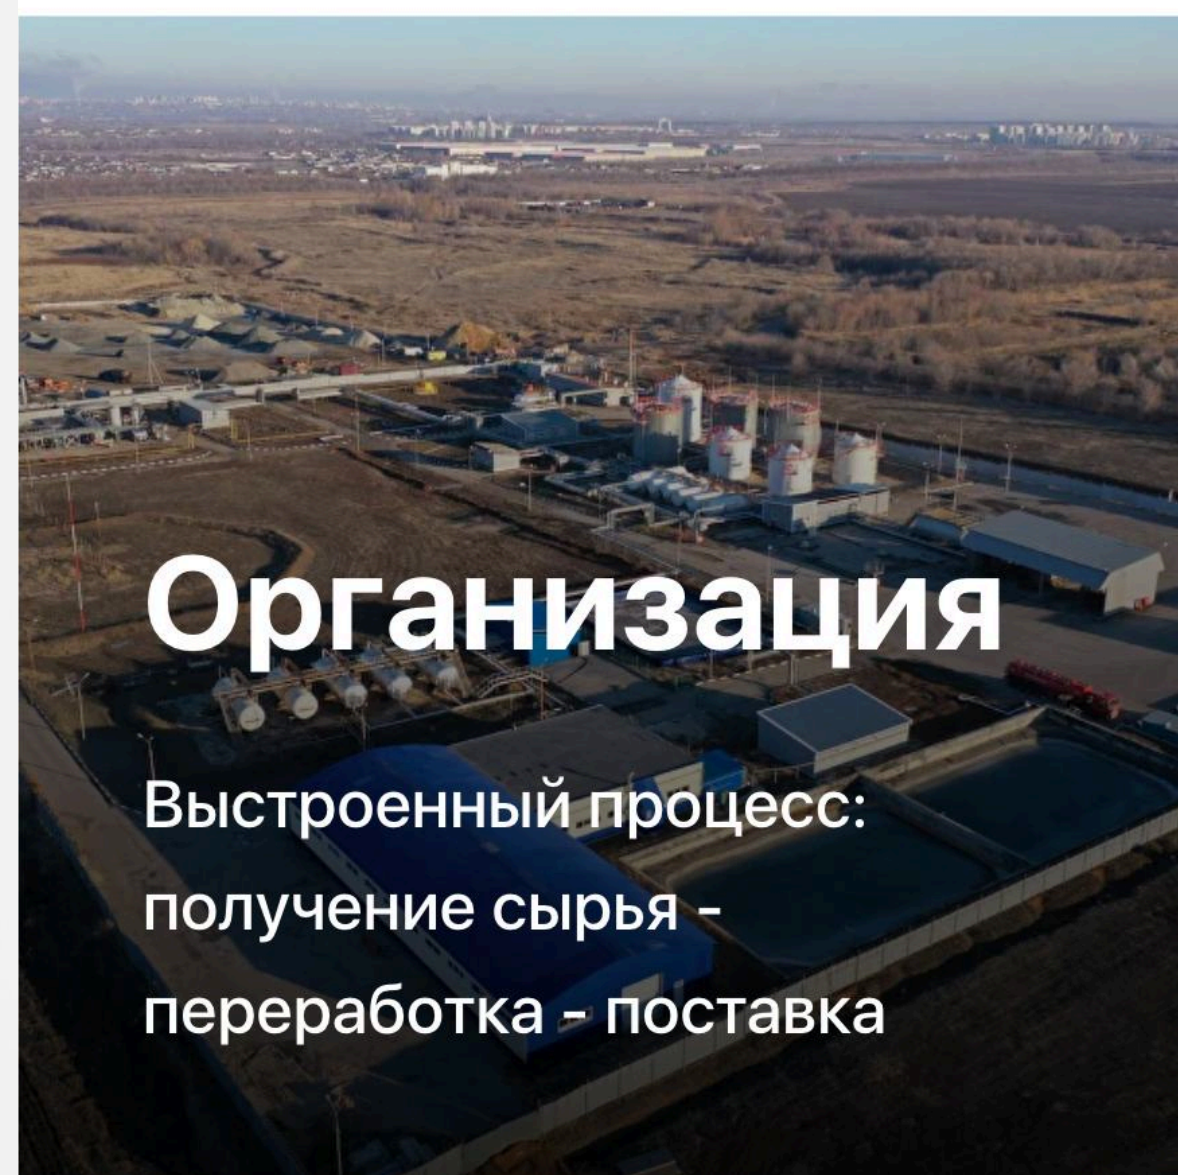 Организация
Выстроенный процесс:
получение сырья -
переработка - поставка